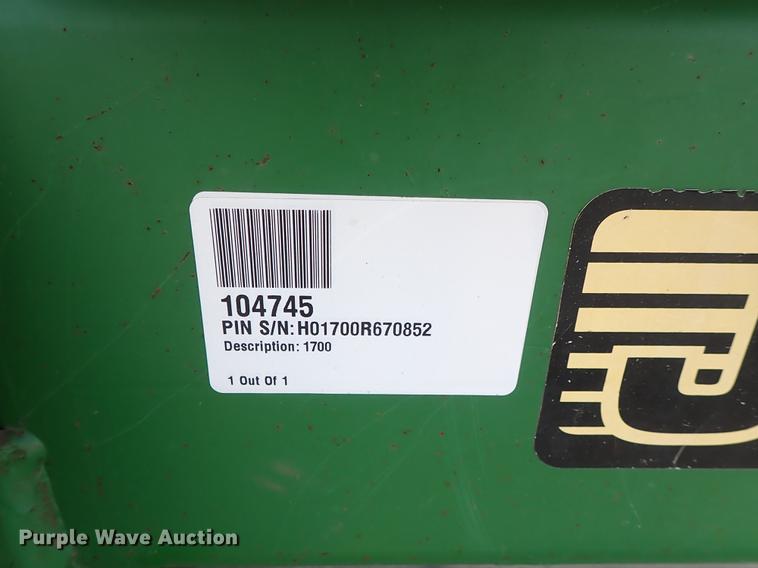 104745
PIN S/N: H01700R670852
Description: 1700
1 Out Of 1
Purple Wave Auction